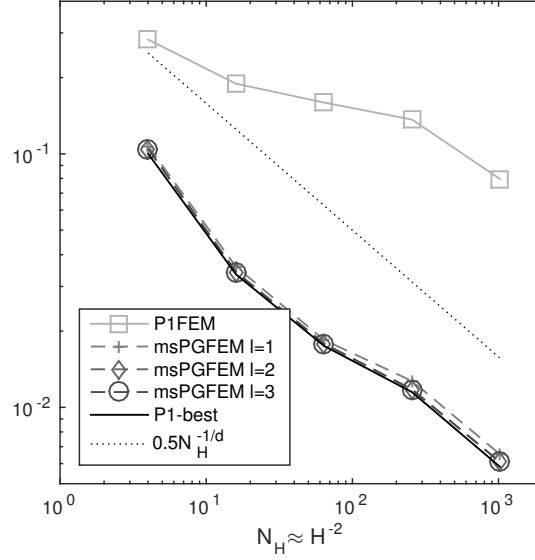 10^-1
10^-2
P1FEM
msPGFEM l=1
msPGFEM l=2
msPGFEM l=3
P1-best
0.5N_H^-1/d
10^0 10^1 10^2 10^3
N_H≈ H^-2